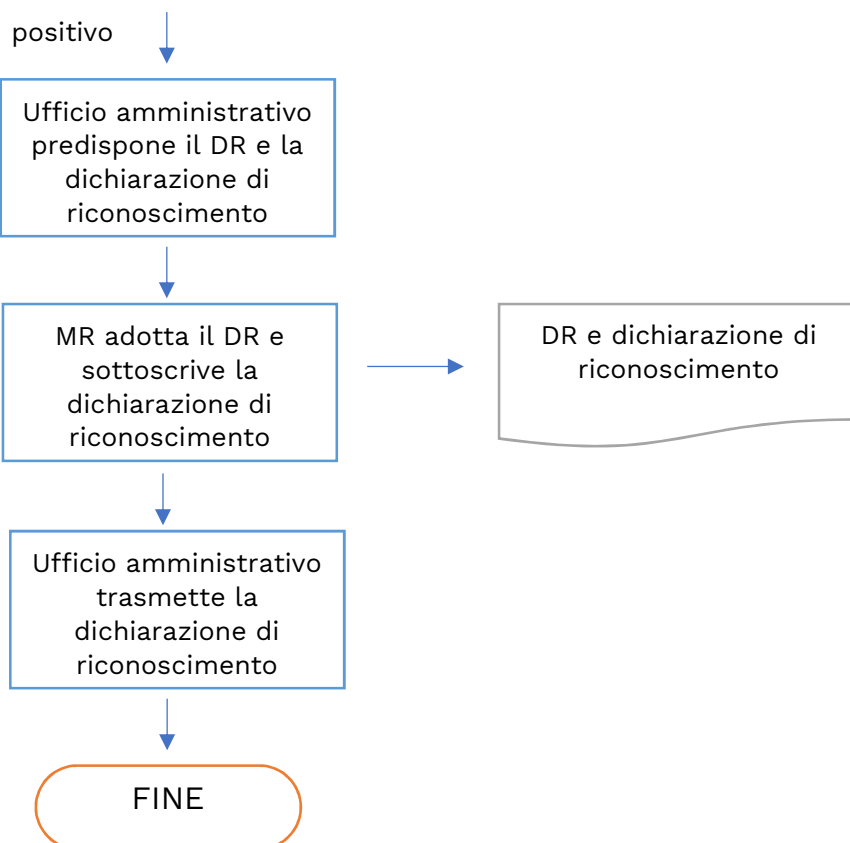 positivo
Ufficio amministrativo
predispone il DR e la
dichiarazione di
riconoscimento
MR adotta il DR e
sottoscrive la
dichiarazione di
riconoscimento
DR e dichiarazione di
riconoscimento
Ufficio amministrativo
trasmette la
dichiarazione di
riconoscimento
FINE